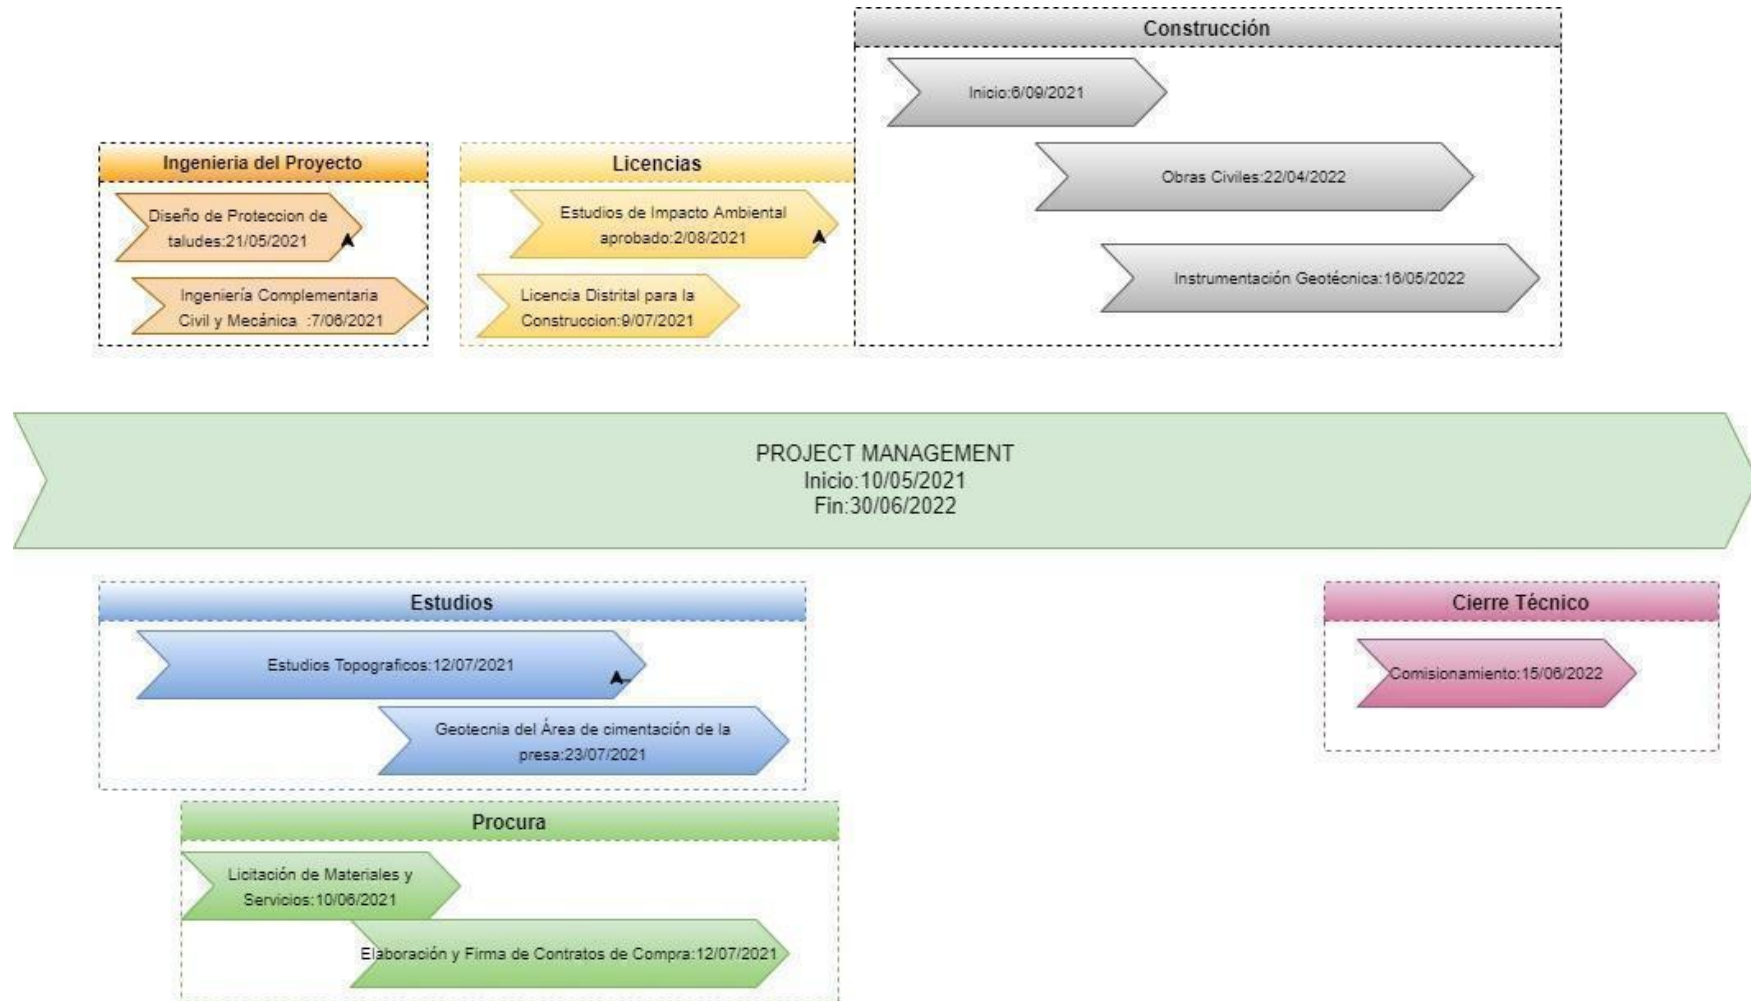 Construcción
Inicio:6/09/2021
Obras Civiles:22/04/2022
Instrumentación Geotécnica:16/05/2022
Ingenieria del Proyecto
Diseño de Proteccion de
taludes:21/05/2021
Ingeniería Complementaria
Civil y Mecánica :7/06/2021
Licencias
Estudios de Impacto Ambiental
aprobado:2/08/2021
Licencia Distrital para la
Construccion:9/07/2021
PROJECT MANAGEMENT
Inicio:10/05/2021
Fin:30/06/2022
Estudios
Estudios Topograficos:12/07/2021
Geotecnia del Área de cimentación de la
presa:23/07/2021
Cierre Técnico
Comisionamiento:15/06/2022
Procura
Licitación de Materiales y
Servicios:10/06/2021
Elaboración y Firma de Contratos de Compra:12/07/2021